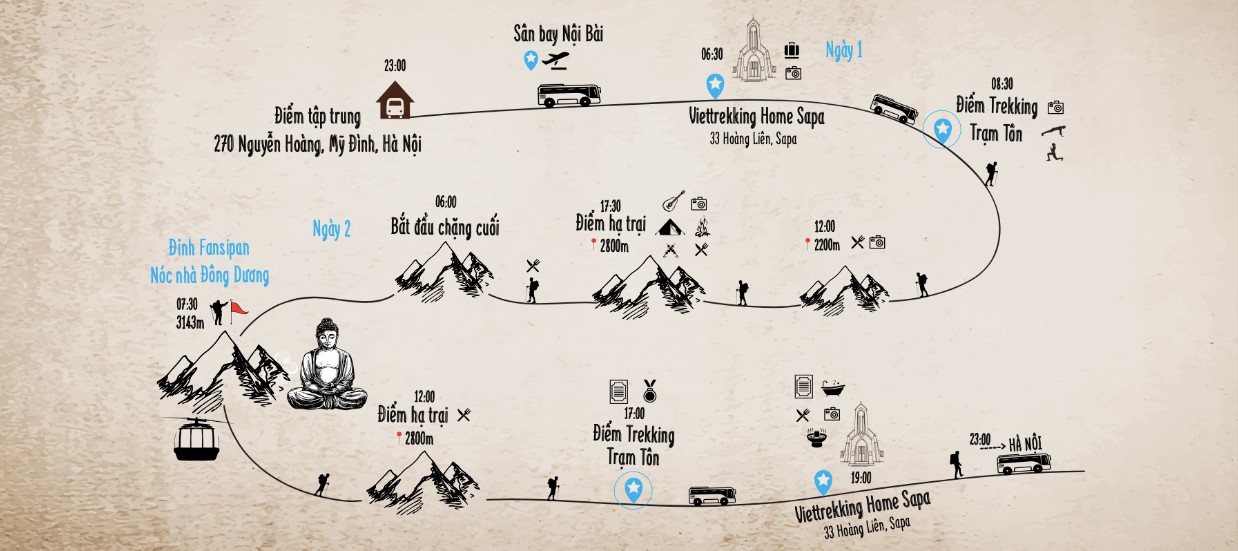 23:00
Điểm tập trung
270 Nguyễn Hoàng, Mỹ Đình, Hà Nội
Sân bay Nội Bài
06:30
Viettrekking Home Sapa
33 Hoàng Liên, Sapa
Ngày 1
08:30
Điểm Trekking
Trạm Tôn
12:00
2200m
17:30
Điểm hạ trại
2800m
06:00
Bắt đầu chặng cuối
Ngày 2
Đỉnh Fansipan
Nóc nhà Đông Dương
07:30
3143m
12:00
Điểm hạ trại
2800m
17:00
Điểm Trekking
Trạm Tôn
19:00
Viettrekking Home Sapa
33 Hoàng Liên, Sapa
23:00
HÀ NỘI